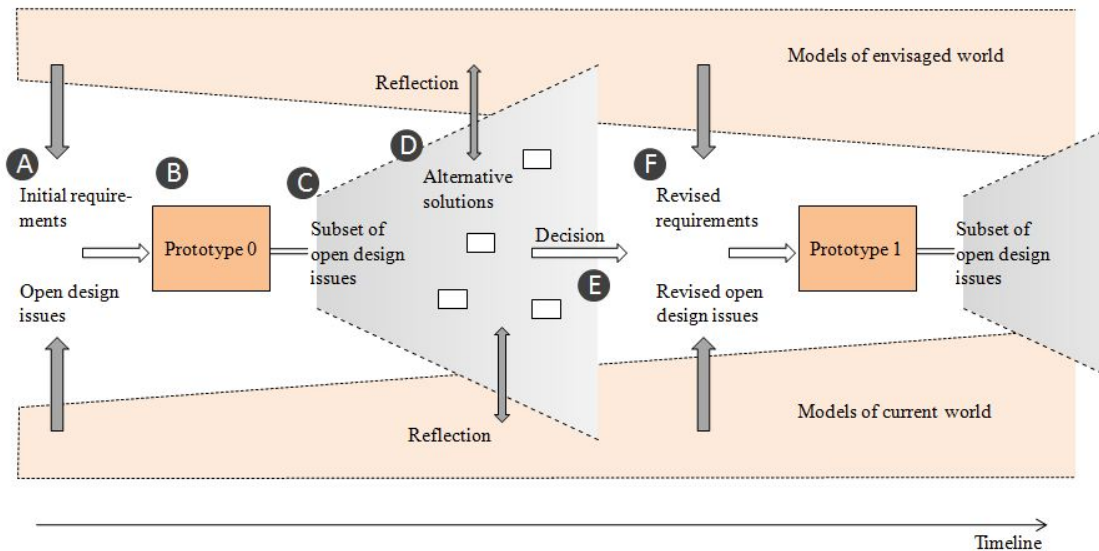 Models of envisaged world
Reflection
A
B
C
D
E
F
Initial require-
ments
Open design
issues
Prototype 0
Subset of
open design
issues
Alternative
solutions
Decision
Reflection
Revised
requirements
Revised open
design issues
Prototype 1
Subset of
open design
issues
Models of current world
Timeline